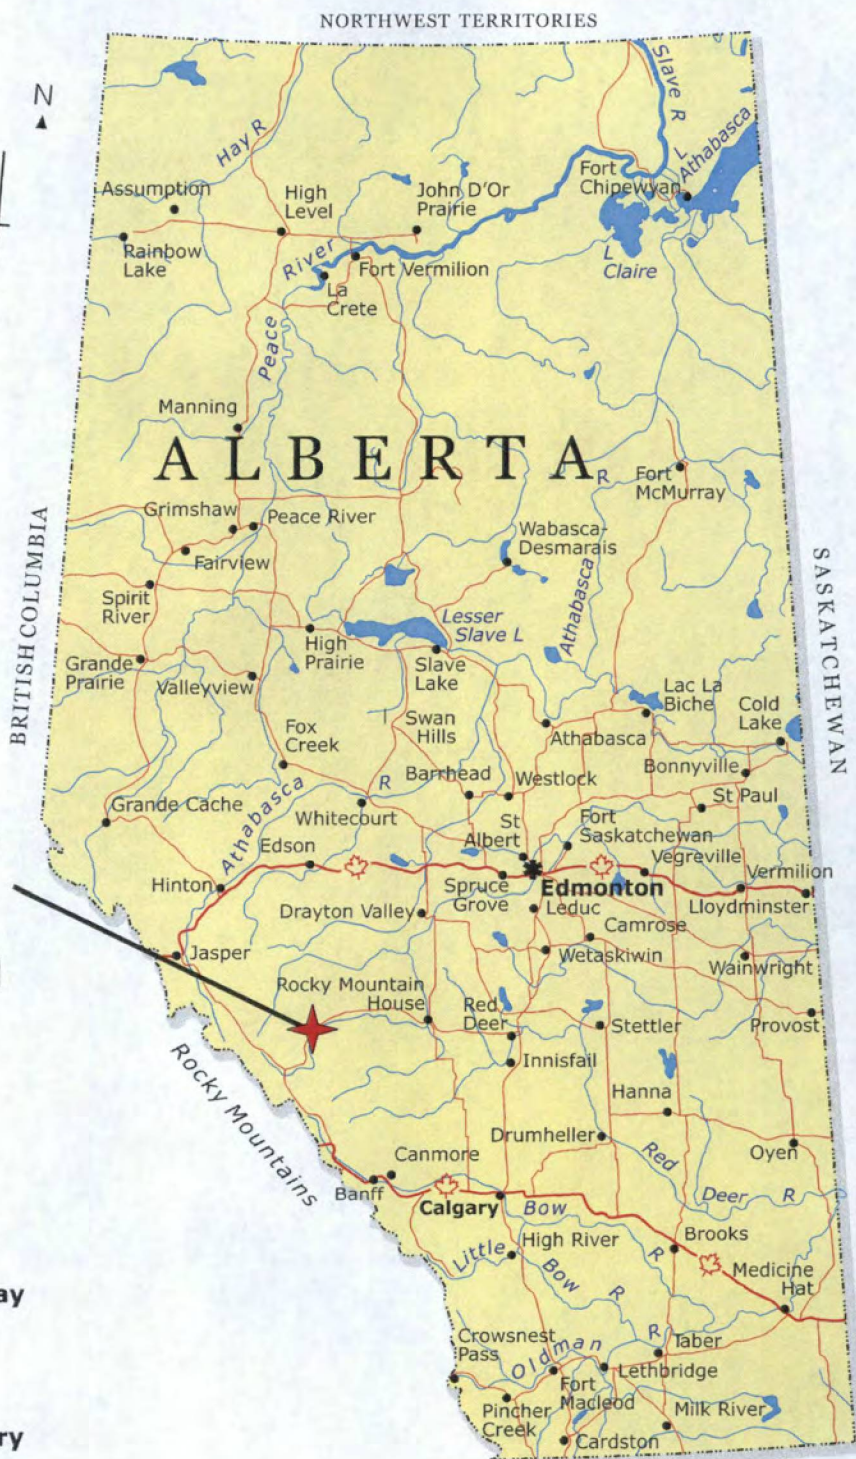 NORTHWEST TERRITORIES
N
Slave R
Hay R
L Athabasca
Assumption
High
Level
John D'Or
Prairie
Fort
Chipewyan
Rainbow
Lake
River
Fort Vermilion
L
Claire
La
Crete
Peace
Manning
ALBERTA
R
Fort
McMurray
Grimshaw
Peace River
Wabasca-
Desmarais
BRITISH COLUMBIA
Fairview
SASKATCHEWAN
Spirit
River
Athabasca
Lesser
Slave L
High
Prairie
Grande
Prairie
Slave
Lake
Valleyview
Lac La
Biche
Cold
Lake
Swan
Hills
Fox
Creek
Athabasca
Bonnyville
Barrhead
Westlock
R
Athabasca
St Paul
Grande Cache
Whitecourt
St
Albert
Fort
Saskatchewan
Edson
Vegreville
Vermilion
Hinton
Spruce
Grove
Edmonton
Lloydminster
Drayton Valley
Leduc
Camrose
Jasper
Wetaskiwin
Wainwright
Rocky Mountain
House
Red
Deer
Stettler
Provost
Innisfail
Rocky Mountains
Hanna
Drumheller
Red
Oyen
Canmore
Banff
Deer R
Calgary
Bow
Brooks
Little
High River
R
Bow
Medicine
Hat
R
ay
Crowsnest
Pass
Oldman
R
Taber
Lethbridge
Fort
Macleod
Pincher
Creek
Milk River
ry
Cardston